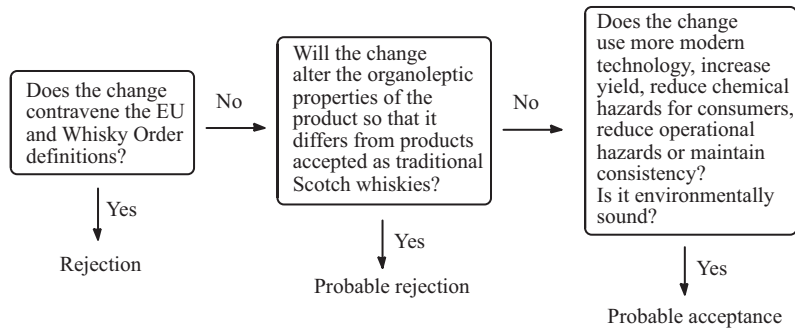 Does the change
contravene the EU
and Whisky Order
definitions?
Yes
Rejection
No
Will the change
alter the organoleptic
properties of the
product so that it
differs from products
accepted as traditional
Scotch whiskies?
Yes
Probable rejection
No
Does the change
use more modern
technology, increase
yield, reduce chemical
hazards for consumers,
reduce operational
hazards or maintain
consistency?
Is it environmentally
sound?
Yes
Probable acceptance